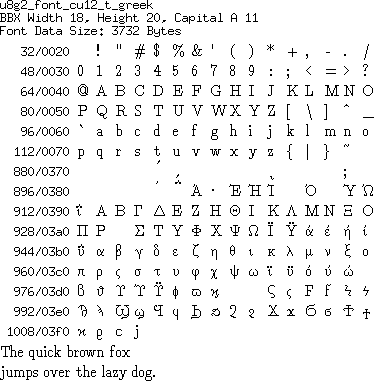 u8g2_font_cu12_t_greek
BBX Width 18, Height 20, Capital A 11
Font Data Size: 3732 Bytes
32/0020 ! " # $ % & ' ( ) * + , - . /
48/0030 0 1 2 3 4 5 6 7 8 9 : ; < = > ?
64/0040 @ A B C D E F G H I J K L M N O
80/0050 P Q R S T U V W X Y Z [ \ ] ^ _
96/0060 ` a b c d e f g h i j k l m n o
112/0070 p q r s t u v w x y z { | } ~
880/0370 ʹ ͵ ͺ ;
896/0380 ΄ ΅ Ά · Έ Ή Ί Ό Ύ Ώ
912/0390 ΐ Α Β Γ Δ Ε Ζ Η Θ Ι Κ Λ Μ Ν Ξ Ο
928/03a0 Π Ρ Σ Τ Υ Φ Χ Ψ Ω Ϊ Ϋ ά έ ή ί
944/03b0 ΰ α β γ δ ε ζ η θ ι κ λ μ ν ξ ο
960/03c0 π ρ ς σ τ υ φ χ ψ ω ϊ ϋ ό ύ ώ
976/03d0 ϐ ϑ ϒ ϓ ϔ ϕ ϖ ϗ Ϛ ϛ Ϝ ϝ Ϟ ϟ
992/03e0 Ϡ ϡ Ϣ ϣ Ϥ ϥ Ϧ ϧ Ϩ ϩ Ϫ ϫ Ϭ ϭ Ϯ ϯ
1008/03f0 ϰ ϱ ϲ ϳ
The quick brown fox
jumps over the lazy dog.